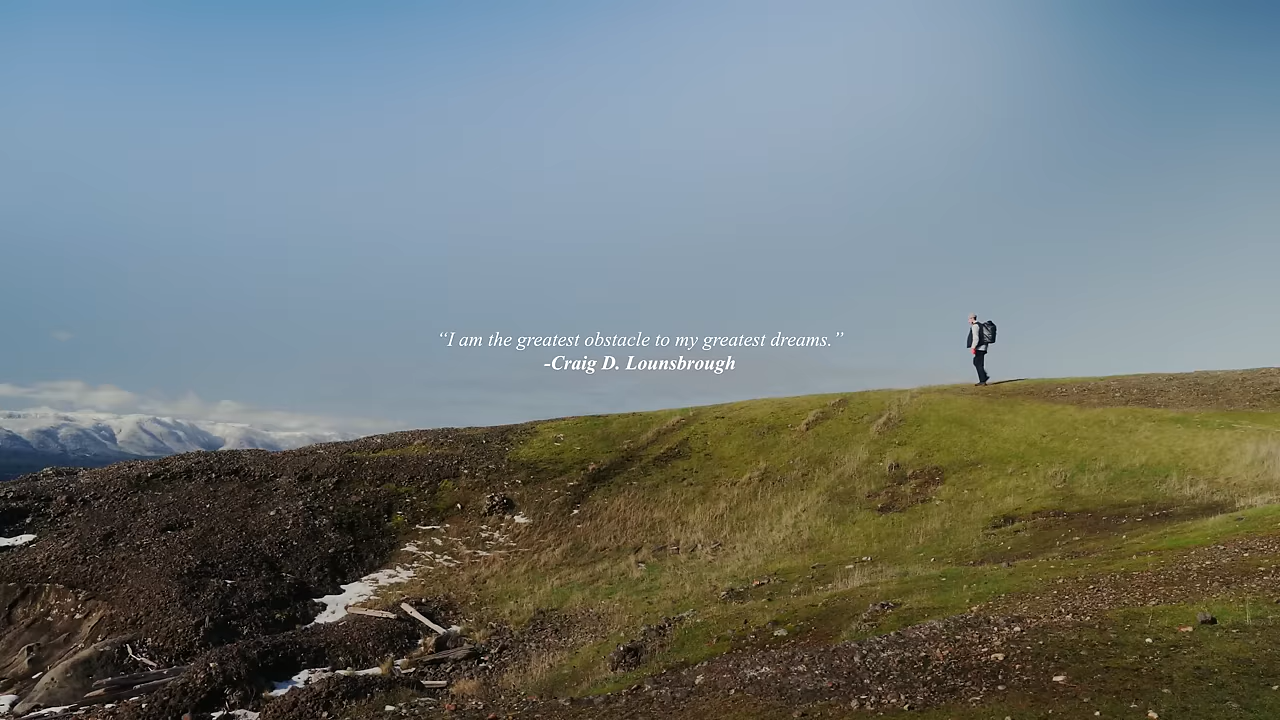 “I am the greatest obstacle to my greatest dreams.”
-Craig D. Lounsbrough